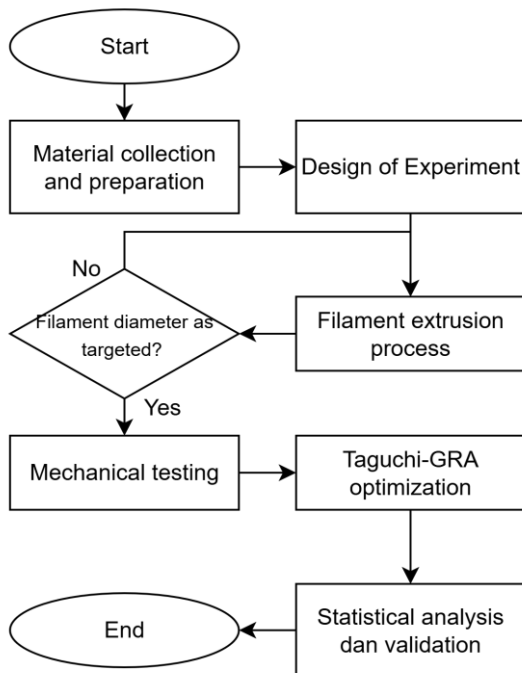 Start
Material collection
and preparation
Design of Experiment
No
Filament diameter as
targeted?
Filament extrusion
process
Yes
Mechanical testing
Taguchi-GRA
optimization
End
Statistical analysis
dan validation